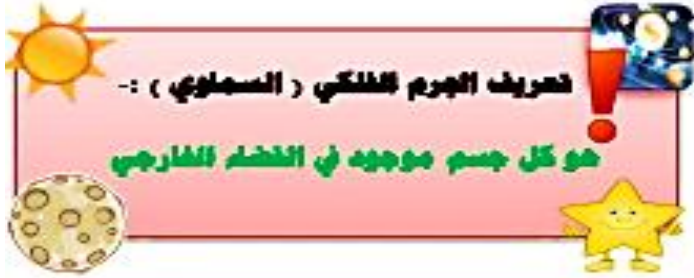 تعريف الجرم الفلكي ( السماوي ) :-
هو كل جسم موجود في الفضاء الخارجي